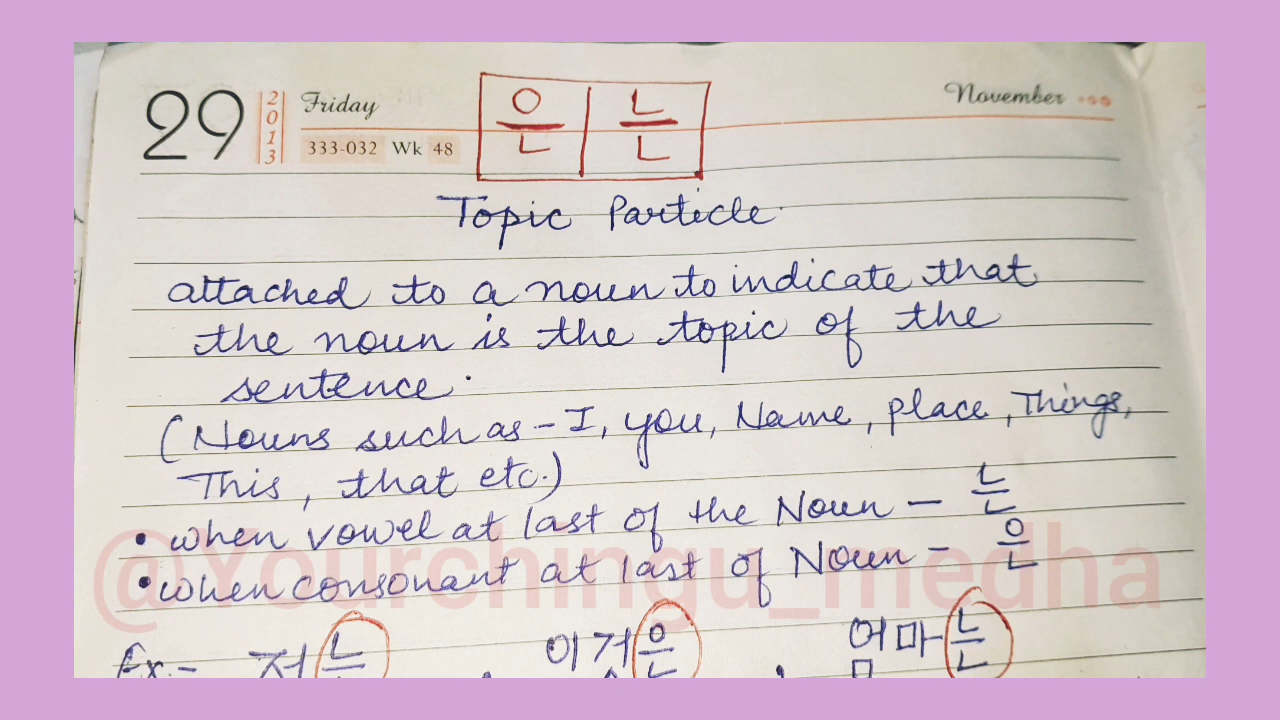 29 2013 Friday 은 는 November
333-032 Wk 48
Topic Particle.
attached to a noun to indicate that
the noun is the topic of the
sentence.
(Nouns such as - I, you, Name, place, Things,
This, that etc.)
• when vowel at last of the Noun - 는
• when consonant at last of Noun - 은
@Yourchingu_medha
Ex:- 저는 , 이것은 , 엄마는